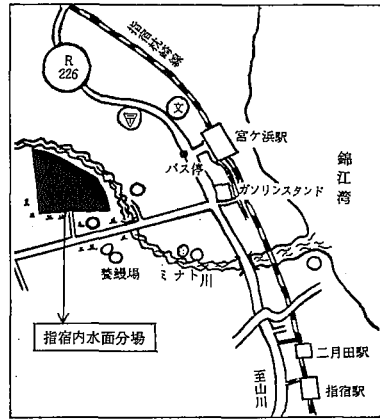 指宿枕崎線
R
226
文
宮ケ浜駅
バス停
錦江湾
ガソリンスタンド
養鰻場
ミナト川
指宿内水面分場
二月田駅
至山川
指宿駅